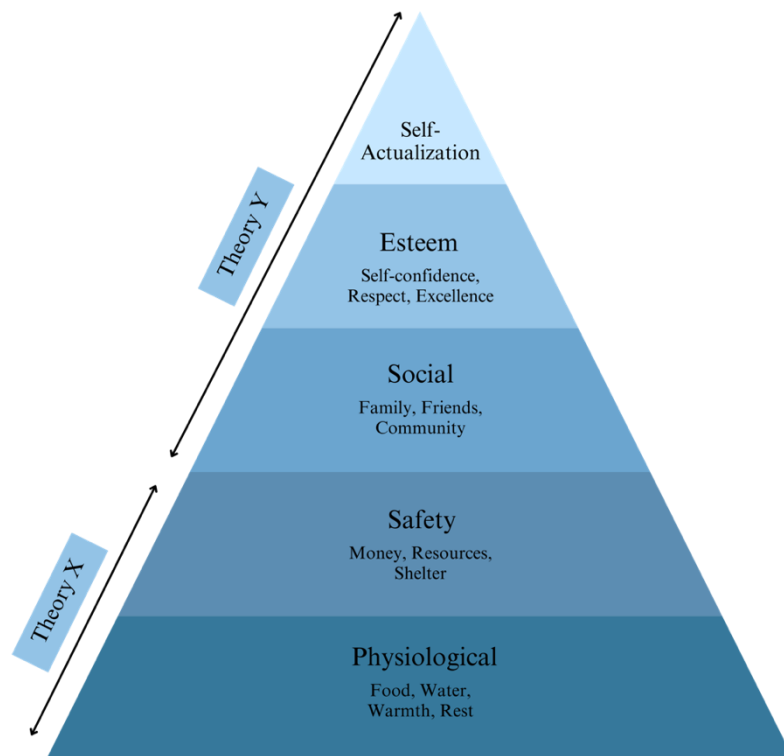 Self-
Actualization
Theory Y
Esteem
Self-confidence,
Respect, Excellence
Social
Family, Friends,
Community
Theory X
Safety
Money, Resources,
Shelter
Physiological
Food, Water,
Warmth, Rest